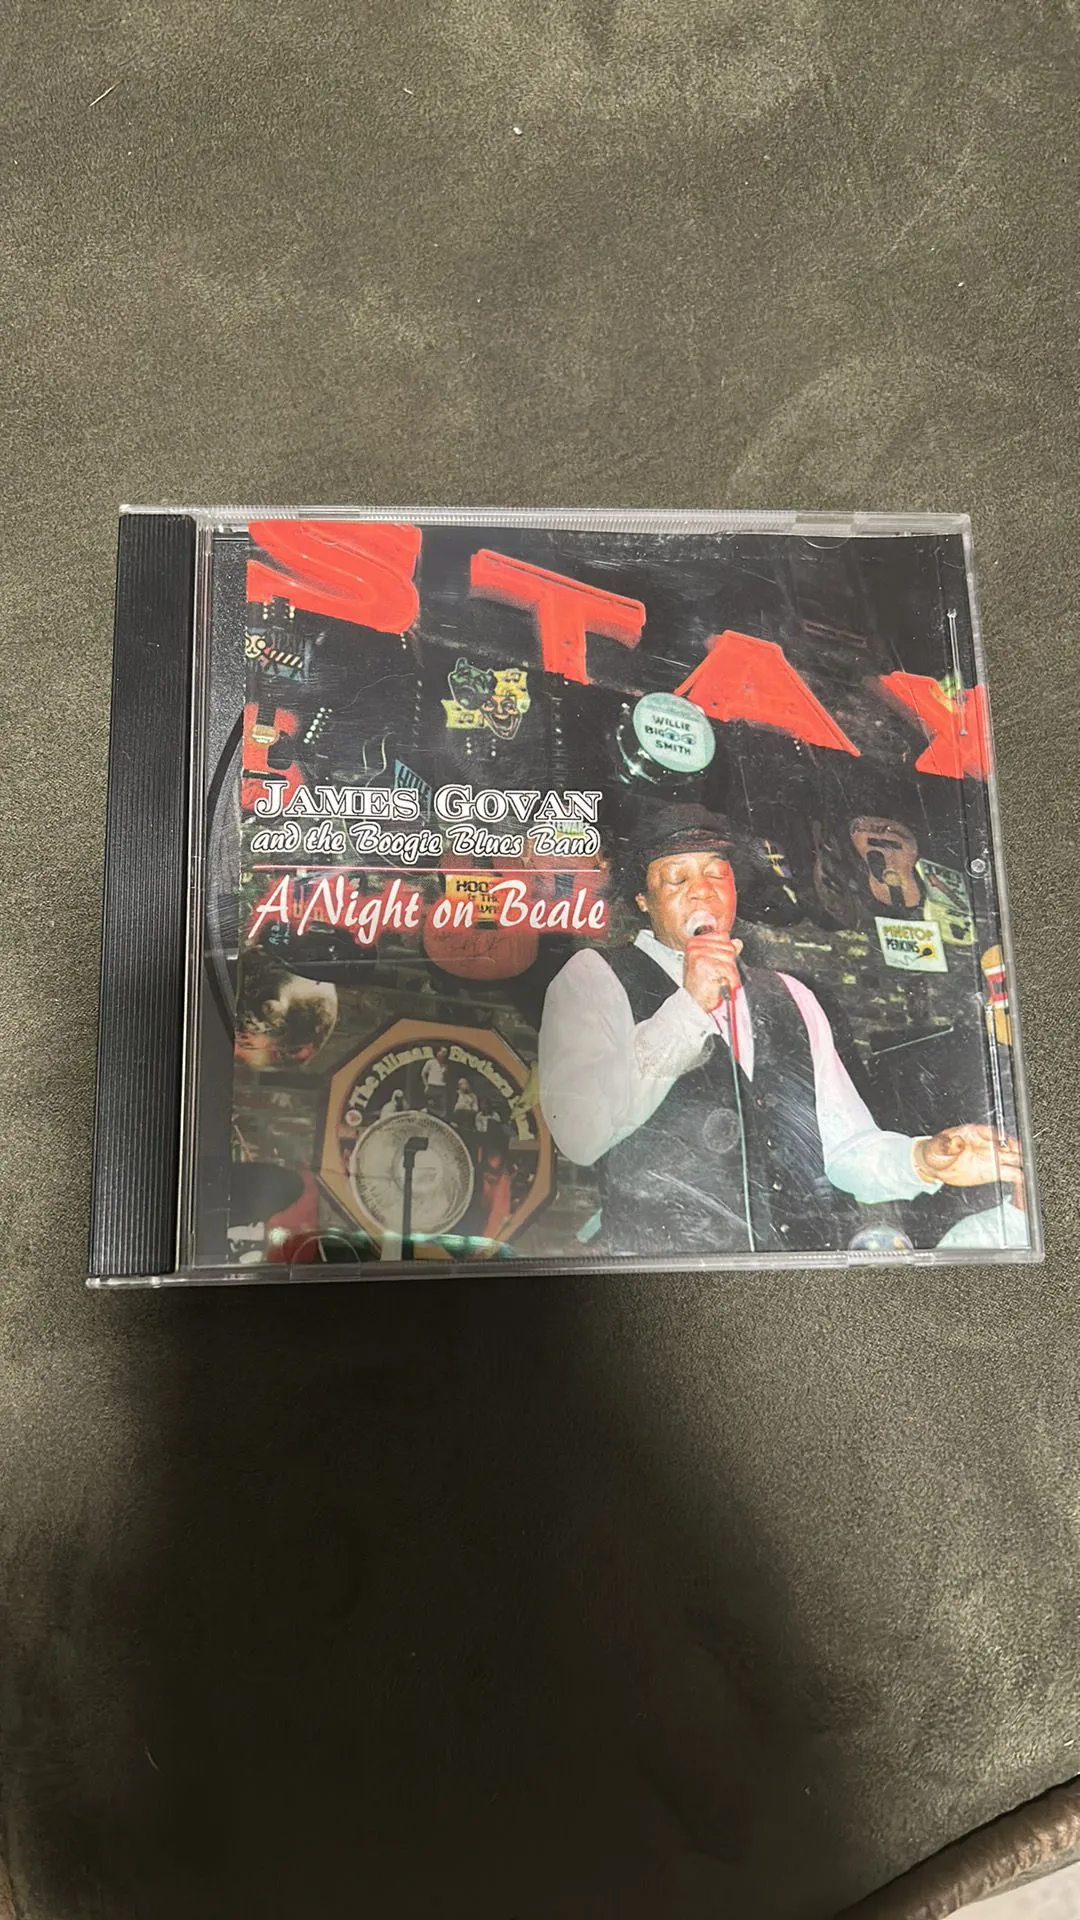 STAX
WILLIE
BIG
SMITH
JAMES GOVAN
and the Boogie Blues Band
A Night on Beale
PINETOP
PERKINS
The Allman Brothers